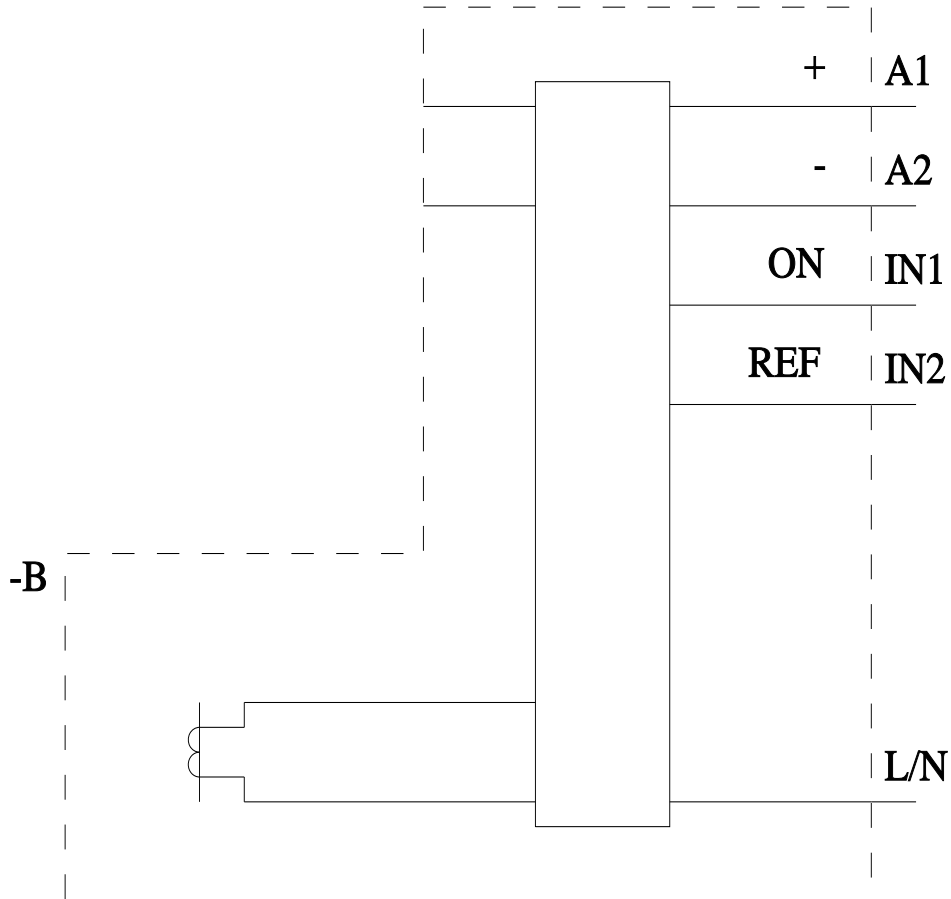 + A1
- A2
ON IN1
REF IN2
-B
L/N